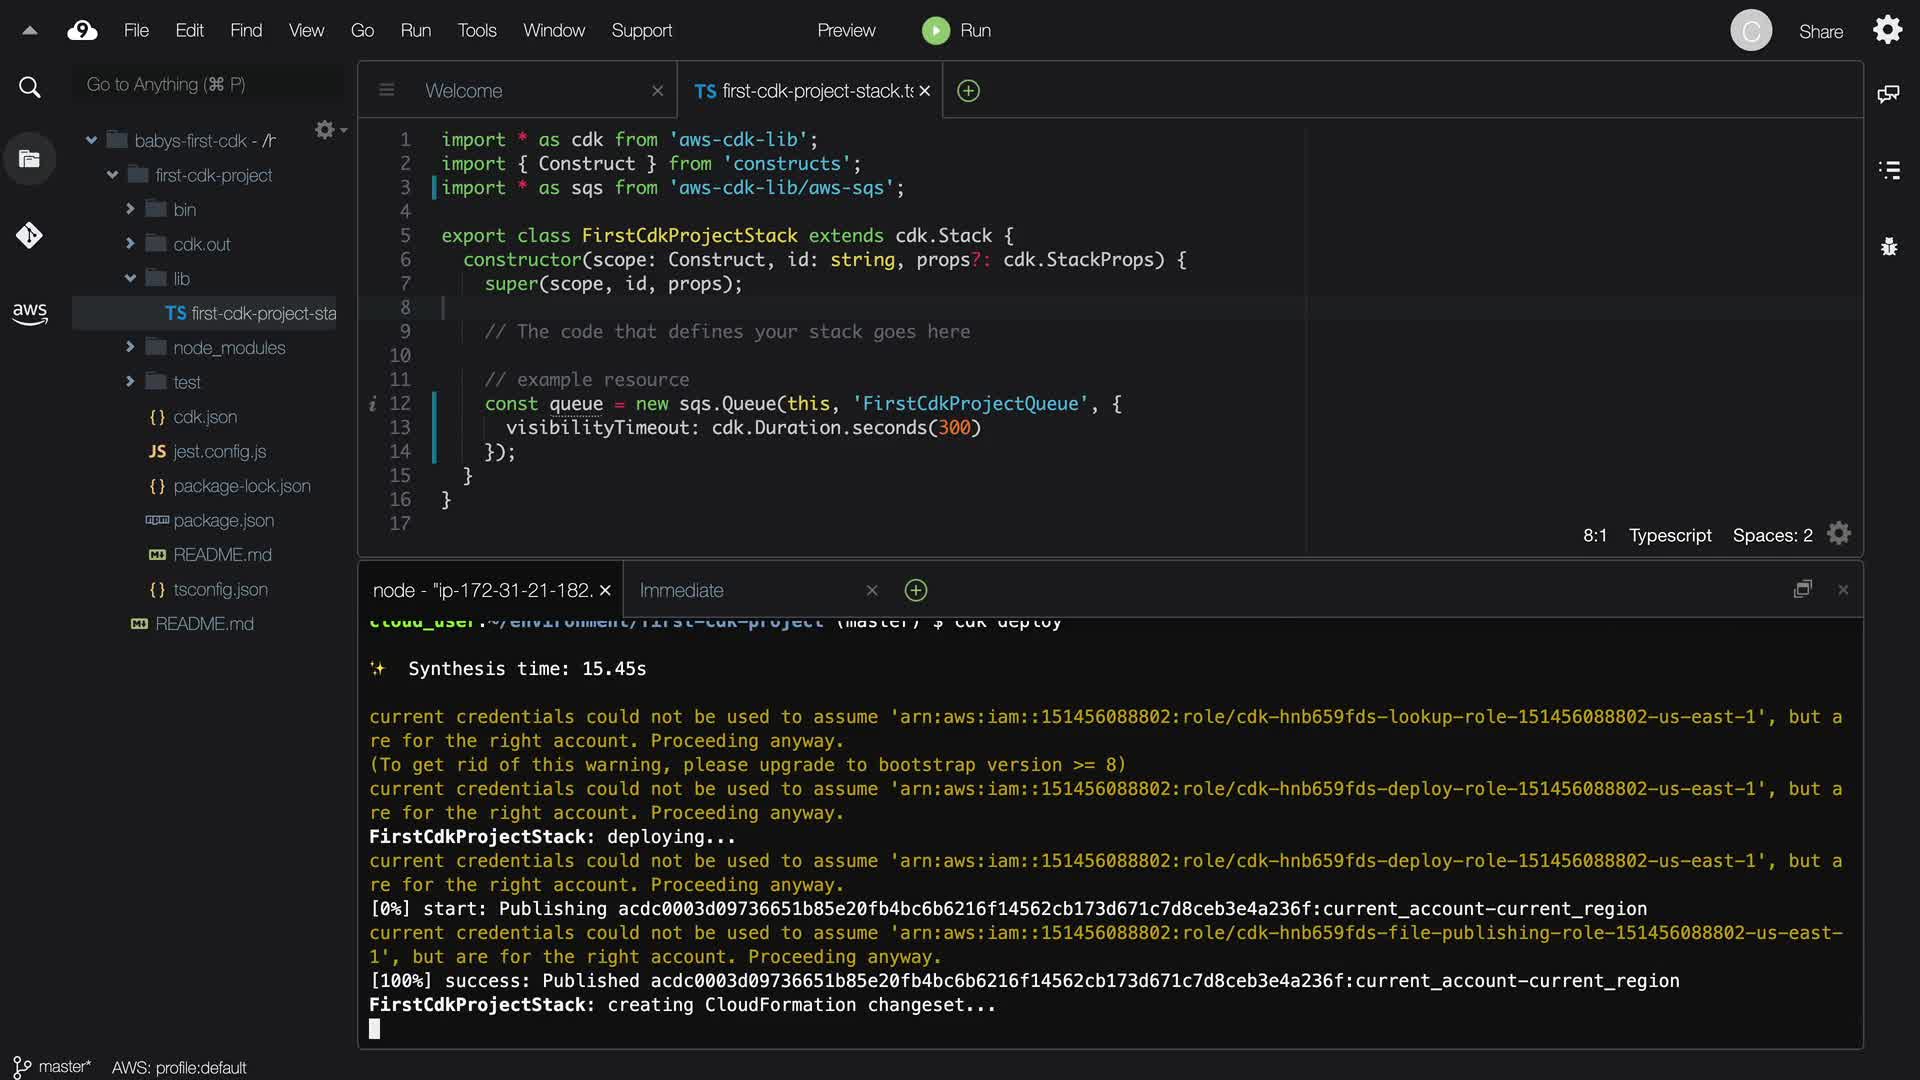 9 File Edit Find View Go Run Tools Window Support Preview Run C Share
Go to Anything (⌘ P)
babys-first-cdk - /h
first-cdk-project
bin
cdk.out
lib
TS first-cdk-project-sta
node_modules
test
{} cdk.json
JS jest.config.js
{} package-lock.json
package.json
README.md
{} tsconfig.json
README.md
aws
Welcome
TS first-cdk-project-stack.ts
1 import * as cdk from 'aws-cdk-lib';
2 import { Construct } from 'constructs';
3 import * as sqs from 'aws-cdk-lib/aws-sqs';
4
5 export class FirstCdkProjectStack extends cdk.Stack {
6 constructor(scope: Construct, id: string, props?: cdk.StackProps) {
7 super(scope, id, props);
8
9 // The code that defines your stack goes here
10
11 // example resource
i 12 const queue = new sqs.Queue(this, 'FirstCdkProjectQueue', {
13 visibilityTimeout: cdk.Duration.seconds(300)
14 });
15 }
16 }
17
8:1 Typescript Spaces: 2
node - "ip-172-31-21-182. Immediate
cloud_user:~/environment/first-cdk-project (master) $ cdk deploy
✨ Synthesis time: 15.45s
current credentials could not be used to assume 'arn:aws:iam::151456088802:role/cdk-hnb659fds-lookup-role-151456088802-us-east-1', but a
re for the right account. Proceeding anyway.
(To get rid of this warning, please upgrade to bootstrap version >= 8)
current credentials could not be used to assume 'arn:aws:iam::151456088802:role/cdk-hnb659fds-deploy-role-151456088802-us-east-1', but a
re for the right account. Proceeding anyway.
FirstCdkProjectStack: deploying...
current credentials could not be used to assume 'arn:aws:iam::151456088802:role/cdk-hnb659fds-deploy-role-151456088802-us-east-1', but a
re for the right account. Proceeding anyway.
[0%] start: Publishing acdc0003d09736651b85e20fb4bc6b6216f14562cb173d671c7d8ceb3e4a236f:current_account-current_region
current credentials could not be used to assume 'arn:aws:iam::151456088802:role/cdk-hnb659fds-file-publishing-role-151456088802-us-east-
1', but are for the right account. Proceeding anyway.
[100%] success: Published acdc0003d09736651b85e20fb4bc6b6216f14562cb173d671c7d8ceb3e4a236f:current_account-current_region
FirstCdkProjectStack: creating CloudFormation changeset...
master* AWS: profile:default